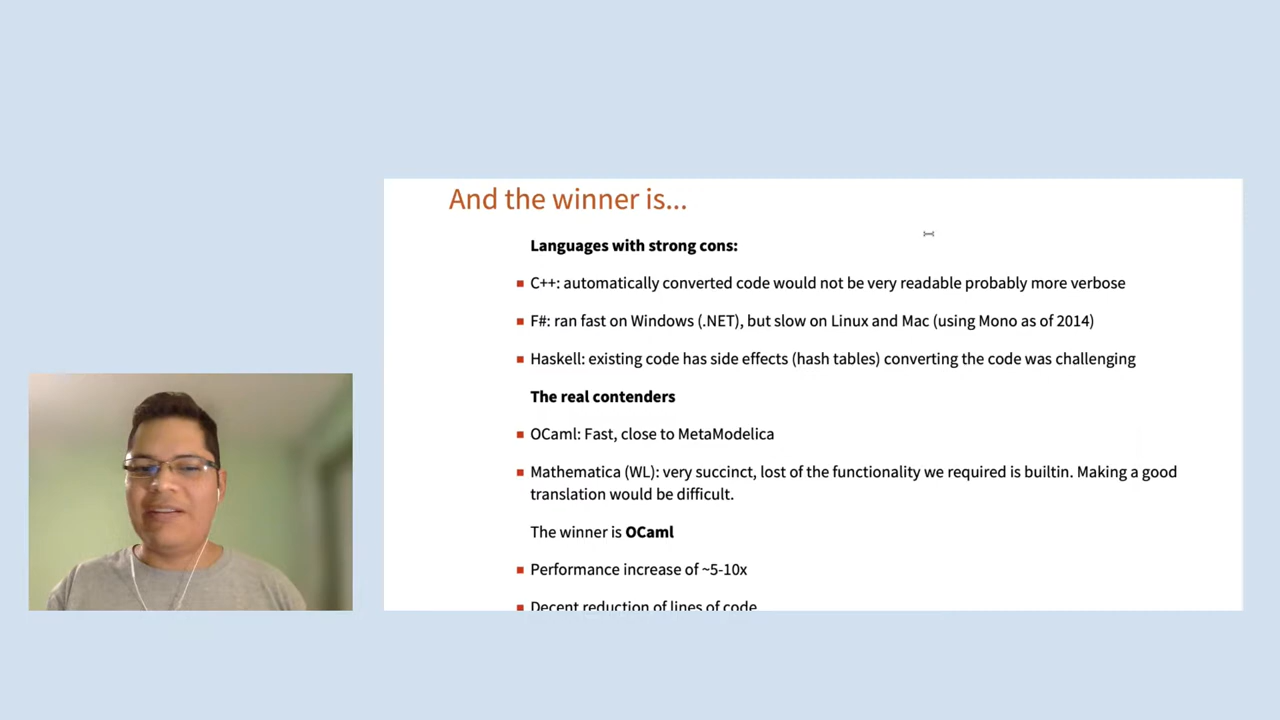 And the winner is...
Languages with strong cons:
C++: automatically converted code would not be very readable probably more verbose
F#: ran fast on Windows (.NET), but slow on Linux and Mac (using Mono as of 2014)
Haskell: existing code has side effects (hash tables) converting the code was challenging
The real contenders
OCaml: Fast, close to MetaModelica
Mathematica (WL): very succinct, lost of the functionality we required is builtin. Making a good
translation would be difficult.
The winner is OCaml
Performance increase of ~5-10x
Decent reduction of lines of code